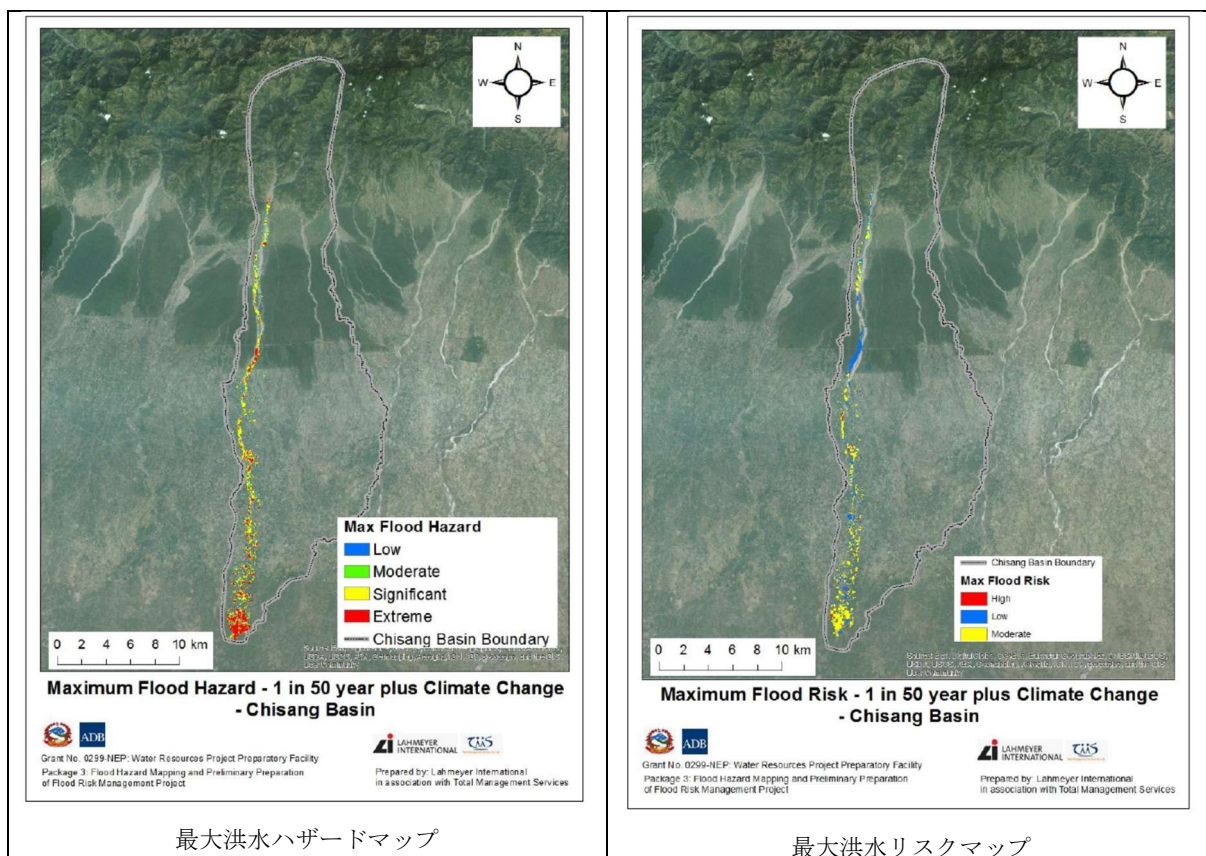 N
W
E
S
Max Flood Hazard
Low
Moderate
Significant
Extreme
Chisang Basin Boundary
0 2 4 6 8 10 km
Maximum Flood Hazard - 1 in 50 year plus Climate Change
- Chisang Basin
ADB
LAHMEYER
INTERNATIONAL
TMS
Grant No. 0299-NEP: Water Resources Project Preparatory Facility
Package 3: Flood Hazard Mapping and Preliminary Preparation
of Flood Risk Management Project
Prepared by: Lahmeyer International
in association with Total Management Services
最大洪水ハザードマップ
N
W
E
S
Chisang Basin Boundary
Max Flood Risk
High
Low
Moderate
0 2 4 6 8 10 km
Maximum Flood Risk - 1 in 50 year plus Climate Change
- Chisang Basin
ADB
LAHMEYER
INTERNATIONAL
TMS
Grant No. 0299-NEP: Water Resources Project Preparatory Facility
Package 3: Flood Hazard Mapping and Preliminary Preparation
of Flood Risk Management Project
Prepared by: Lahmeyer International
in association with Total Management Services
最大洪水リスクマップ